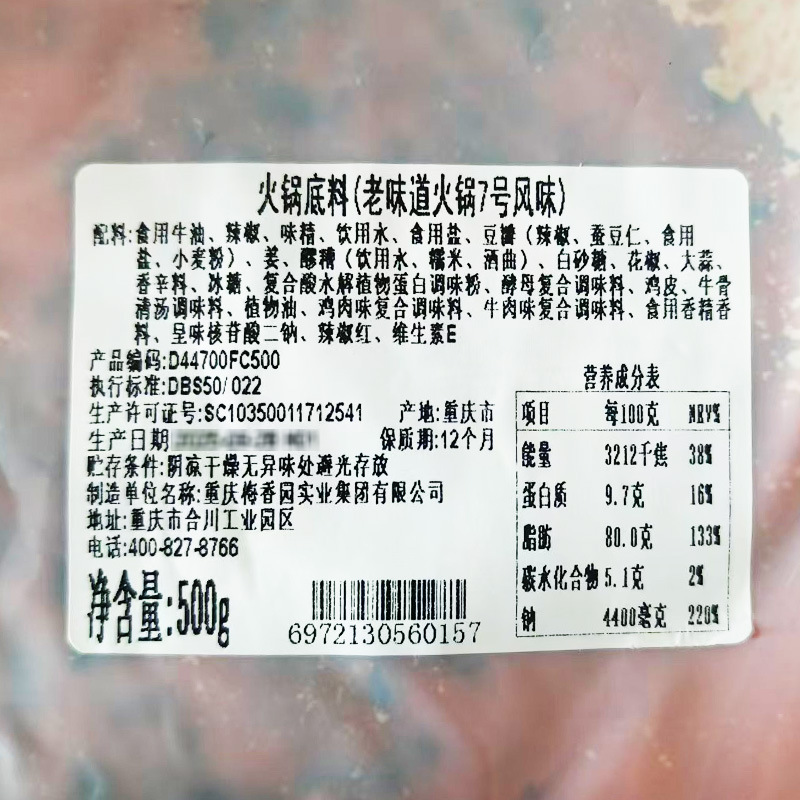 火锅底料(老味道火锅7号风味)
配料:食用牛油、辣椒、味精、饮用水、食用盐、豆瓣(辣椒、蚕豆仁、食用
盐、小麦粉)、姜、醪糟(饮用水、糯米、酒曲)、白砂糖、花椒、大蒜、
香辛料、冰糖、复合酸水解植物蛋白调味粉、酵母复合调味料、鸡皮、牛骨
清汤调味料、植物油、鸡肉味复合调味料、牛肉味复合调味料、食用香精香
料、呈味核苷酸二钠、辣椒红、维生素E
产品编码:D44700FC500
执行标准:DBS50/022
生产许可证号:SC10350011712541 产地:重庆市
生产日期 保质期:12个月
贮存条件:阴凉干燥无异味处避光存放
制造单位名称:重庆梅香园实业集团有限公司
地址:重庆市合川工业园区
电话:400-827-8766
净含量:500g
6972130560157
营养成分表
项目 每100克 NRV%
能量 3212千焦 38%
蛋白质 9.7克 16%
脂肪 80.0克 133%
碳水化合物 5.1克 2%
钠 4400毫克 220%